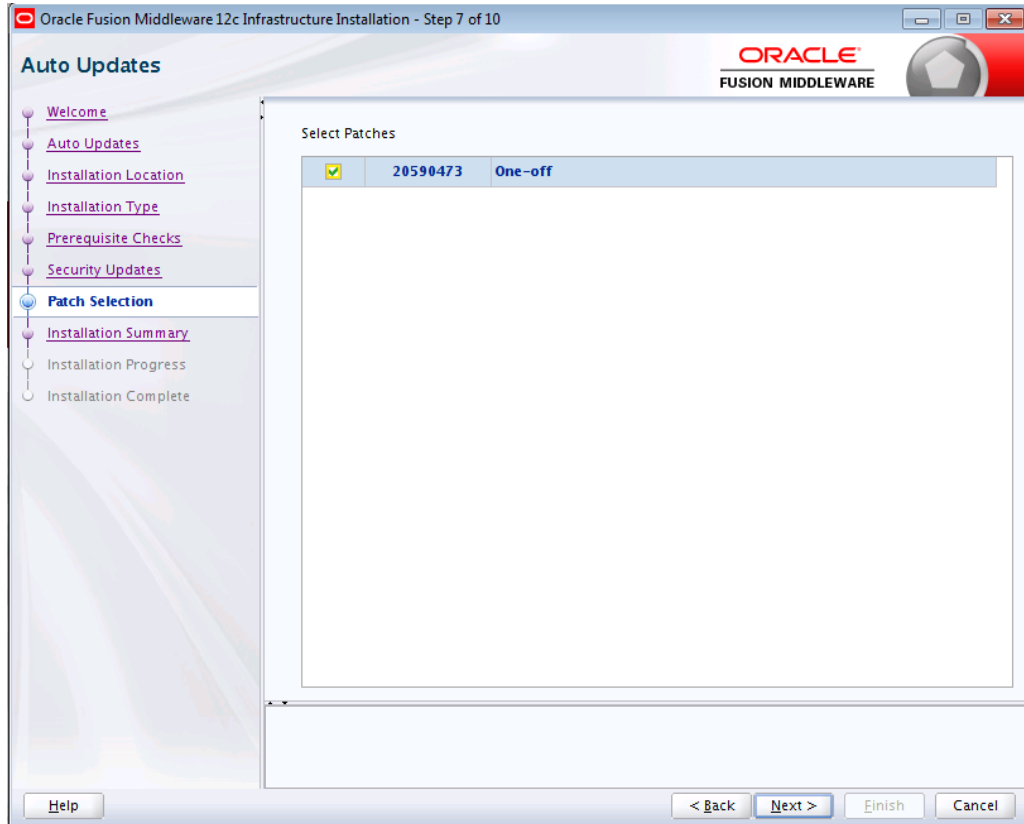 Oracle Fusion Middleware 12c Infrastructure Installation - Step 7 of 10
Auto Updates
ORACLE®
FUSION MIDDLEWARE
Welcome
Auto Updates
Installation Location
Installation Type
Prerequisite Checks
Security Updates
Patch Selection
Installation Summary
Installation Progress
Installation Complete
Select Patches
20590473 One-off
Help
< Back
Next >
Finish
Cancel